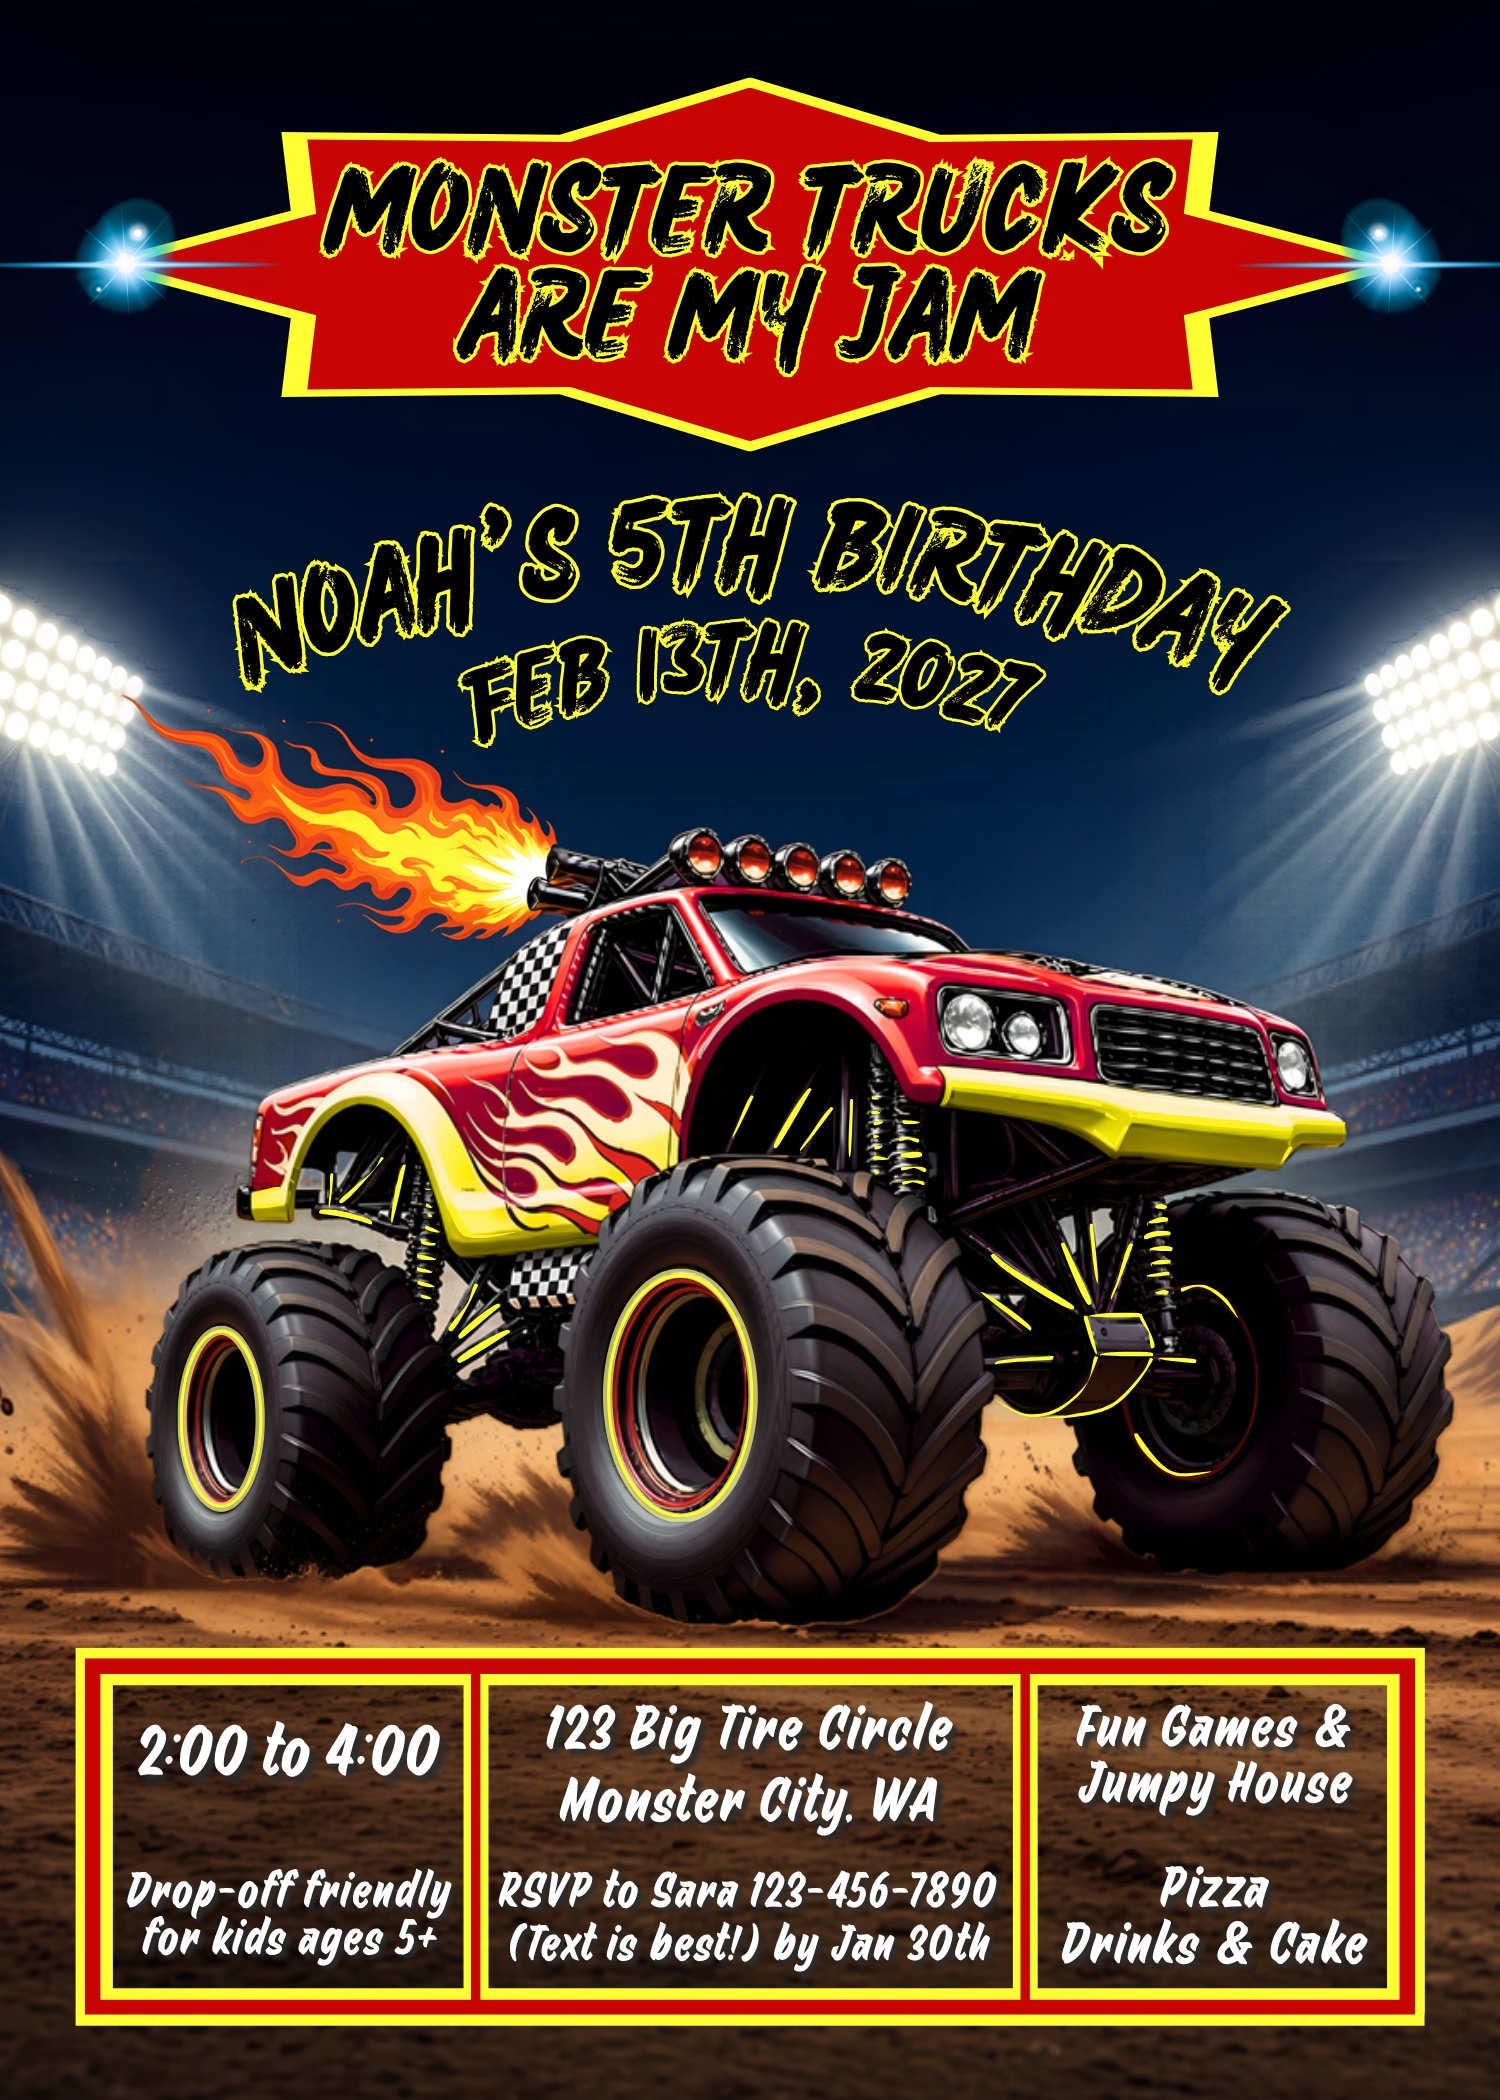 MONSTER TRUCKS
ARE MY JAM
NOAH'S 5TH BIRTHDAY
FEB 13TH, 2027
2:00 to 4:00
Drop-off friendly
for kids ages 5+
123 Big Tire Circle
Monster City, WA
RSVP to Sara 123-456-7890
(Text is best!) by Jan 30th
Fun Games &
Jumpy House
Pizza
Drinks & Cake